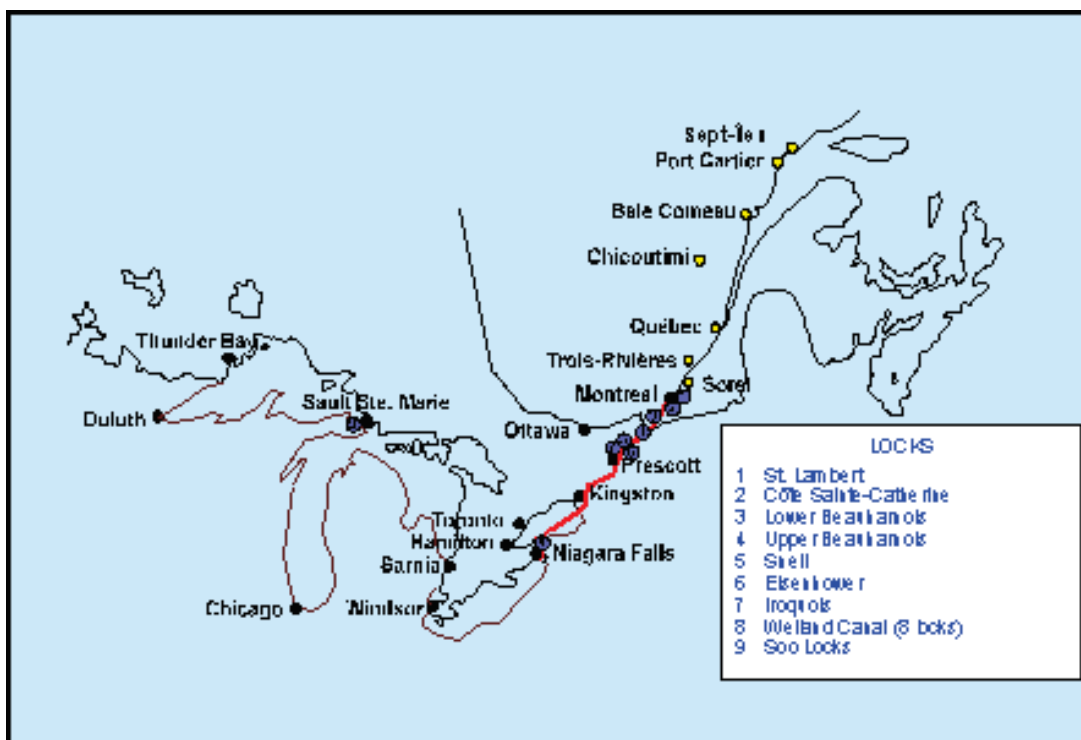 Sept-Îles
Port Cartier
Baie Comeau
Chicoutimi
Québec
Trois-Rivières
Thunder Bay
Montreal
Sorel
Sault Ste. Marie
Duluth
Ottawa
Prescott
Kingston
Toronto
Hamilton
Niagara Falls
Sarnia
Chicago
Windsor
LOCKS
1 St. Lambert
2 Côte Sainte-Catherine
3 Lower Beauharnois
4 Upper Beauharnois
5 Snell
6 Eisenhower
7 Iroquois
8 Welland Canal (8 locks)
9 Soo Locks